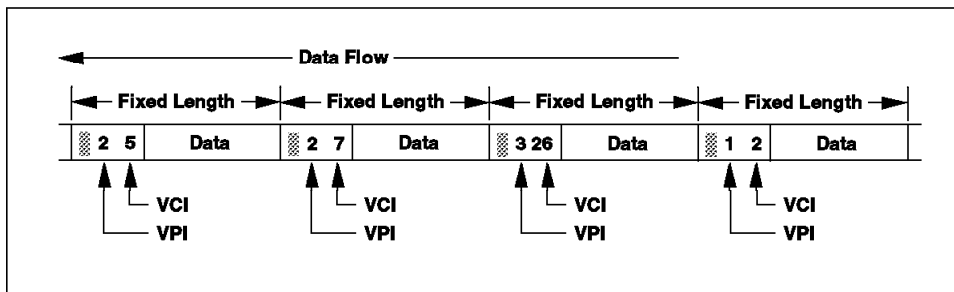 Data Flow
Fixed Length Fixed Length Fixed Length Fixed Length
2 5 Data 2 7 Data 3 26 Data 1 2 Data
VCI VCI VCI VCI
VPI VPI VPI VPI